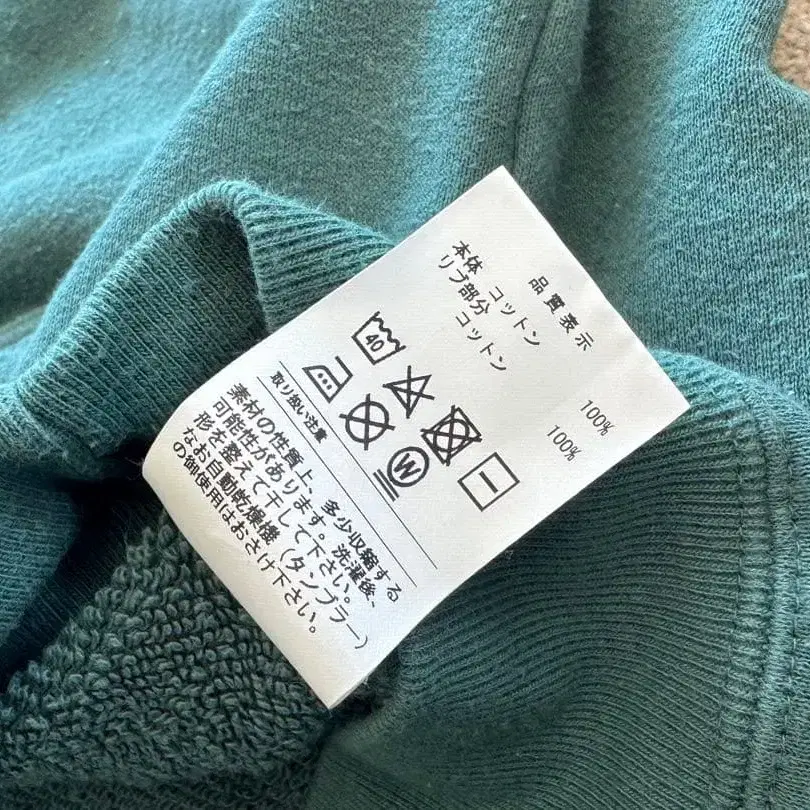 品質表示
本体 コットン 100%
リブ部分 コットン 100%
40
W
取り扱い注意
素材の性質上、多少収縮する
可能性があります。洗濯後、
形を整えて干して下さい。
なお自動乾燥機(タンブラー)
の御使用はおさけ下さい。